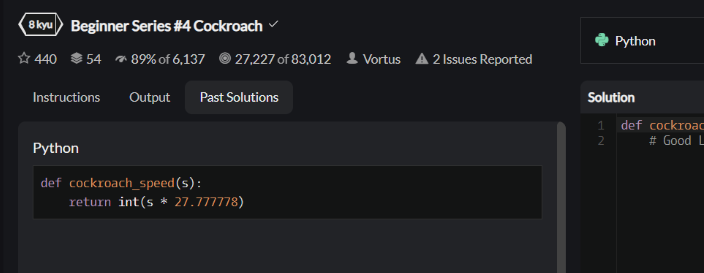 8 kyu Beginner Series #4 Cockroach
440 54 89% of 6,137 27,227 of 83,012 Vortus 2 Issues Reported
Python
Instructions Output Past Solutions
Solution
Python
def cockroach_speed(s):
    return int(s * 27.777778)
1 def cockroac
2     # Good L